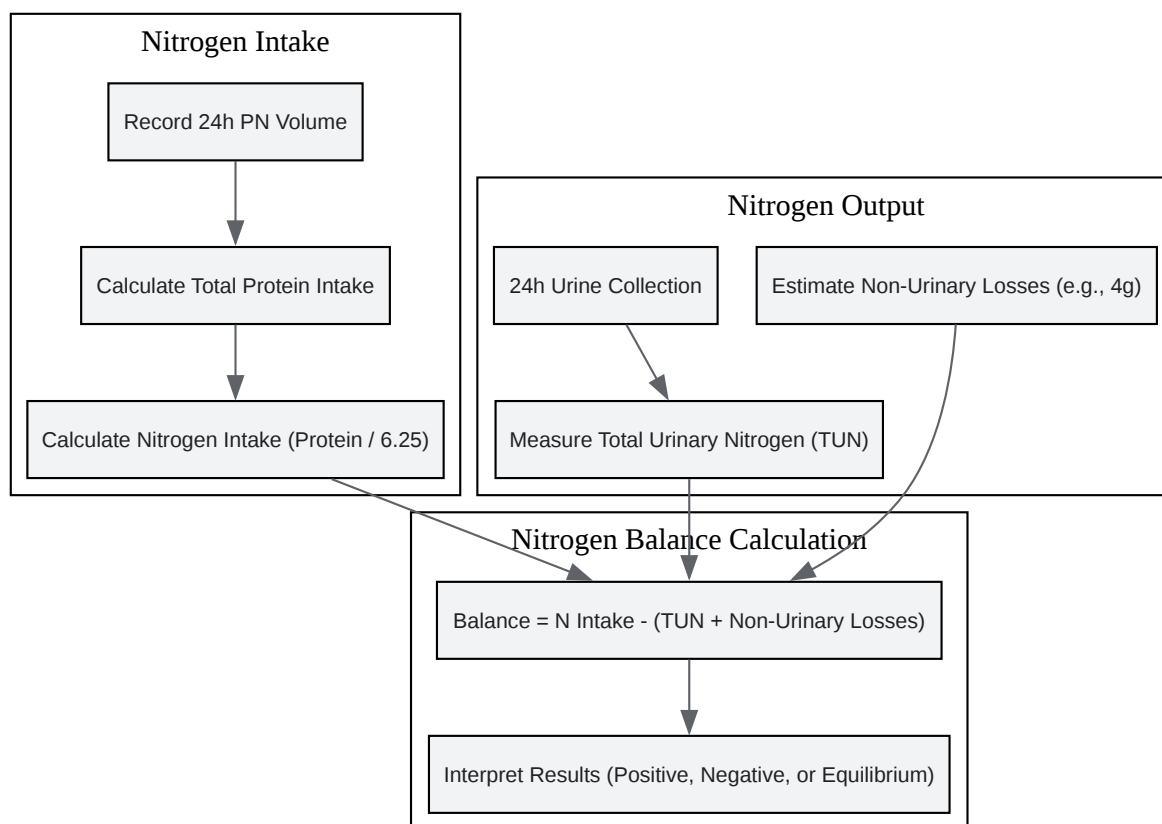 Nitrogen Intake
Record 24h PN Volume
Calculate Total Protein Intake
Calculate Nitrogen Intake (Protein / 6.25)
Nitrogen Output
24h Urine Collection
Estimate Non-Urinary Losses (e.g., 4g)
Measure Total Urinary Nitrogen (TUN)
Nitrogen Balance Calculation
Balance = N Intake - (TUN + Non-Urinary Losses)
Interpret Results (Positive, Negative, or Equilibrium)